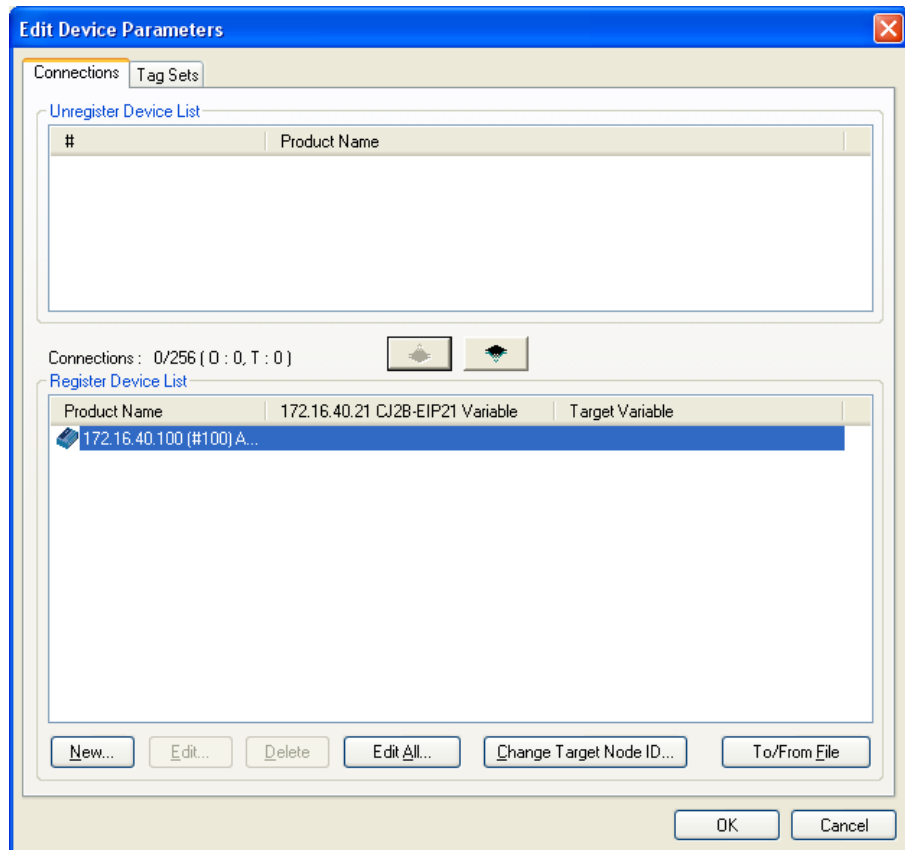 Edit Device Parameters
Connections Tag Sets
Unregister Device List
# Product Name
Connections : 0/256 ( O : 0, T : 0 )
Register Device List
Product Name 172.16.40.21 CJ2B-EIP21 Variable Target Variable
172.16.40.100 (#100) A...
New... Edit... Delete Edit All... Change Target Node ID... To/From File
OK Cancel